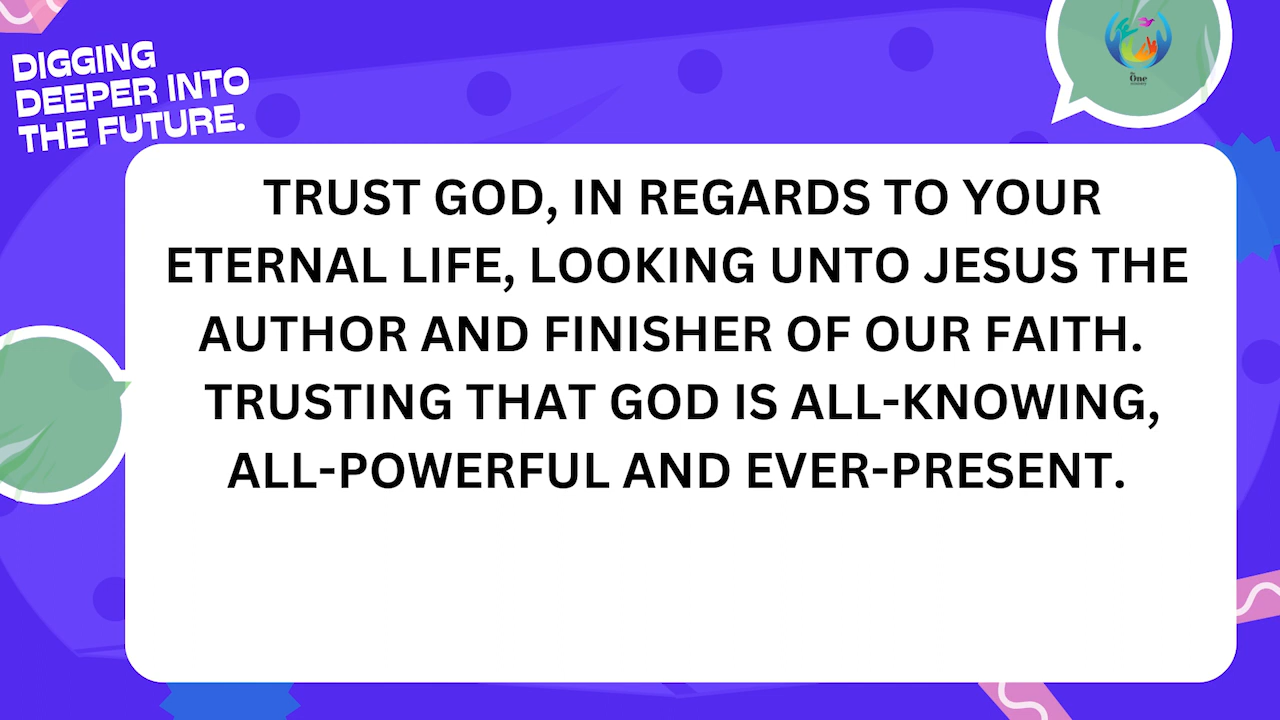 DIGGING
DEEPER INTO
THE FUTURE.
One
TRUST GOD, IN REGARDS TO YOUR
ETERNAL LIFE, LOOKING UNTO JESUS THE
AUTHOR AND FINISHER OF OUR FAITH.
TRUSTING THAT GOD IS ALL-KNOWING,
ALL-POWERFUL AND EVER-PRESENT.